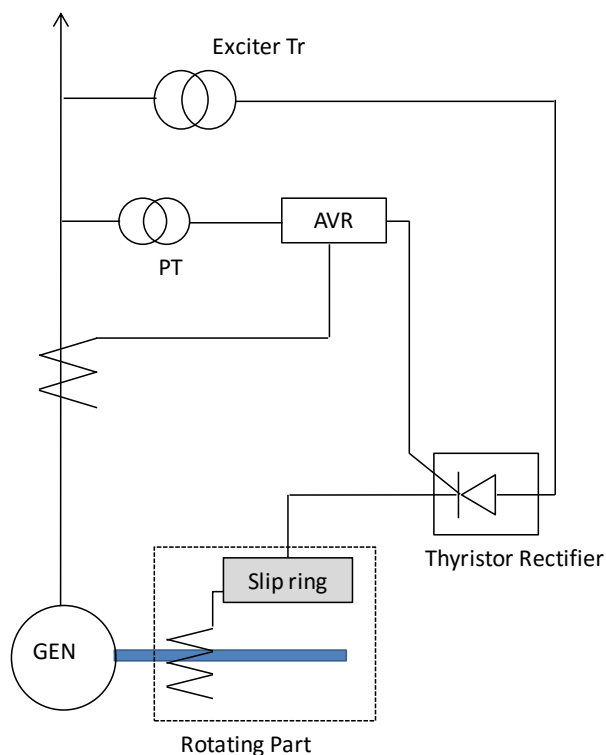 Exciter Tr
AVR
PT
Thyristor Rectifier
Slip ring
GEN
Rotating Part